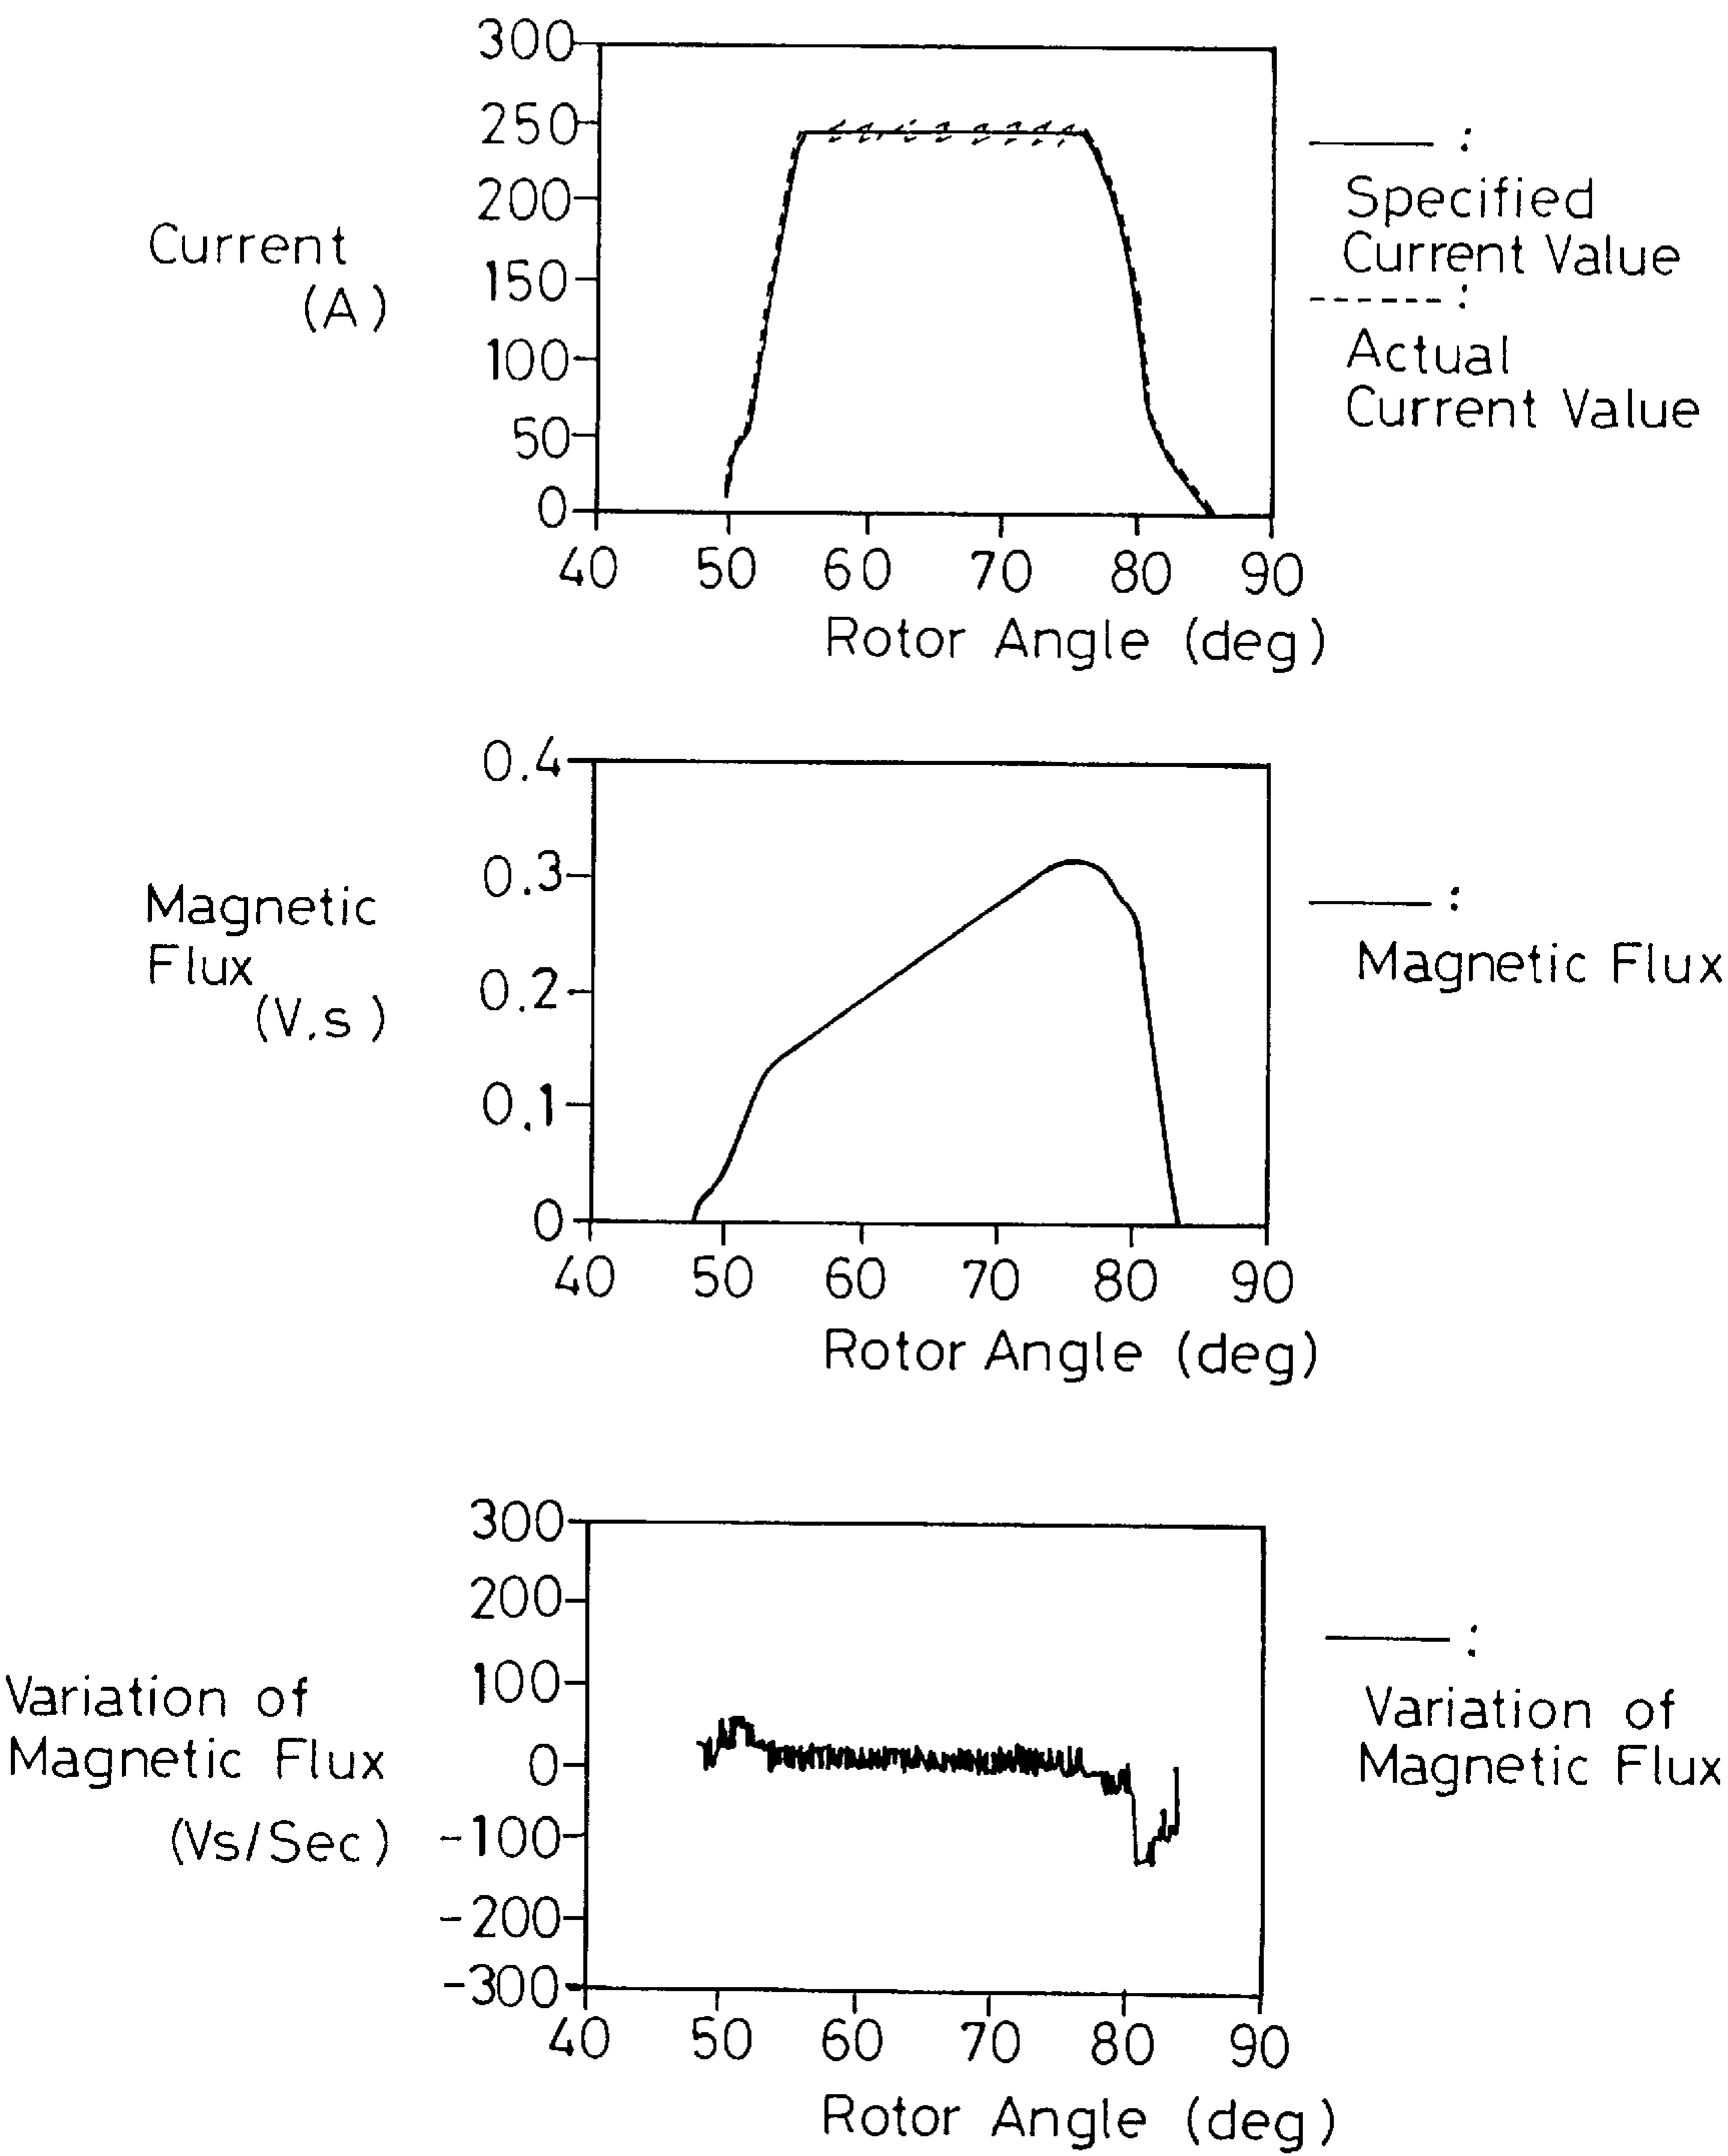 300
250
200
150
100
50
0
Current
(A)
40 50 60 70 80 90
Rotor Angle (deg)
:
Specified
Current Value
:
Actual
Current Value
0.4
0.3
0.2
0.1
0
Magnetic
Flux
(V.s)
40 50 60 70 80 90
Rotor Angle (deg)
:
Magnetic Flux
300
200
100
0
-100
-200
-300
Variation of
Magnetic Flux
(Vs/Sec)
40 50 60 70 80 90
Rotor Angle (deg)
:
Variation of
Magnetic Flux